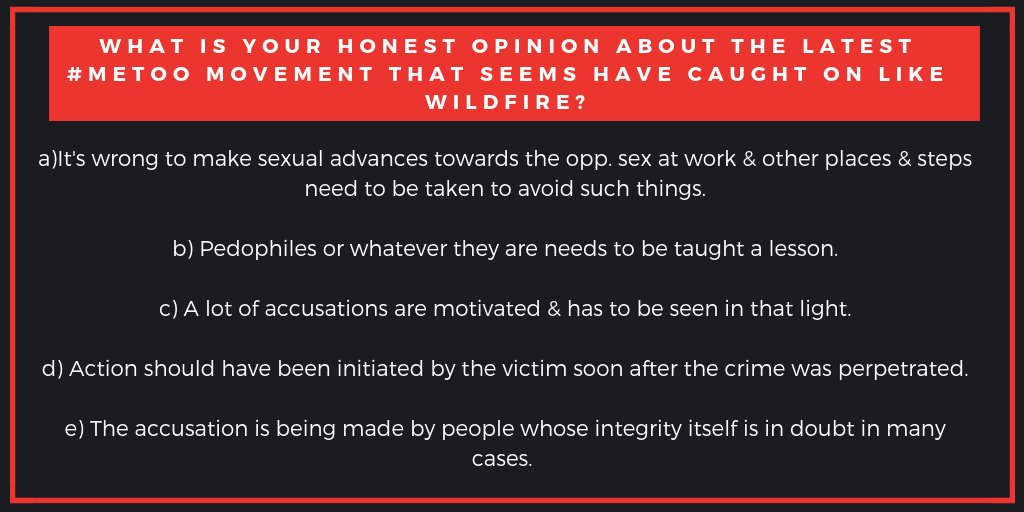 WHAT IS YOUR HONEST OPINION ABOUT THE LATEST
#METOO MOVEMENT THAT SEEMS HAVE CAUGHT ON LIKE
WILDFIRE?
a)It's wrong to make sexual advances towards the opp. sex at work & other places & steps
need to be taken to avoid such things.
b) Pedophiles or whatever they are needs to be taught a lesson.
c) A lot of accusations are motivated & has to be seen in that light.
d) Action should have been initiated by the victim soon after the crime was perpetrated.
e) The accusation is being made by people whose integrity itself is in doubt in many
cases.